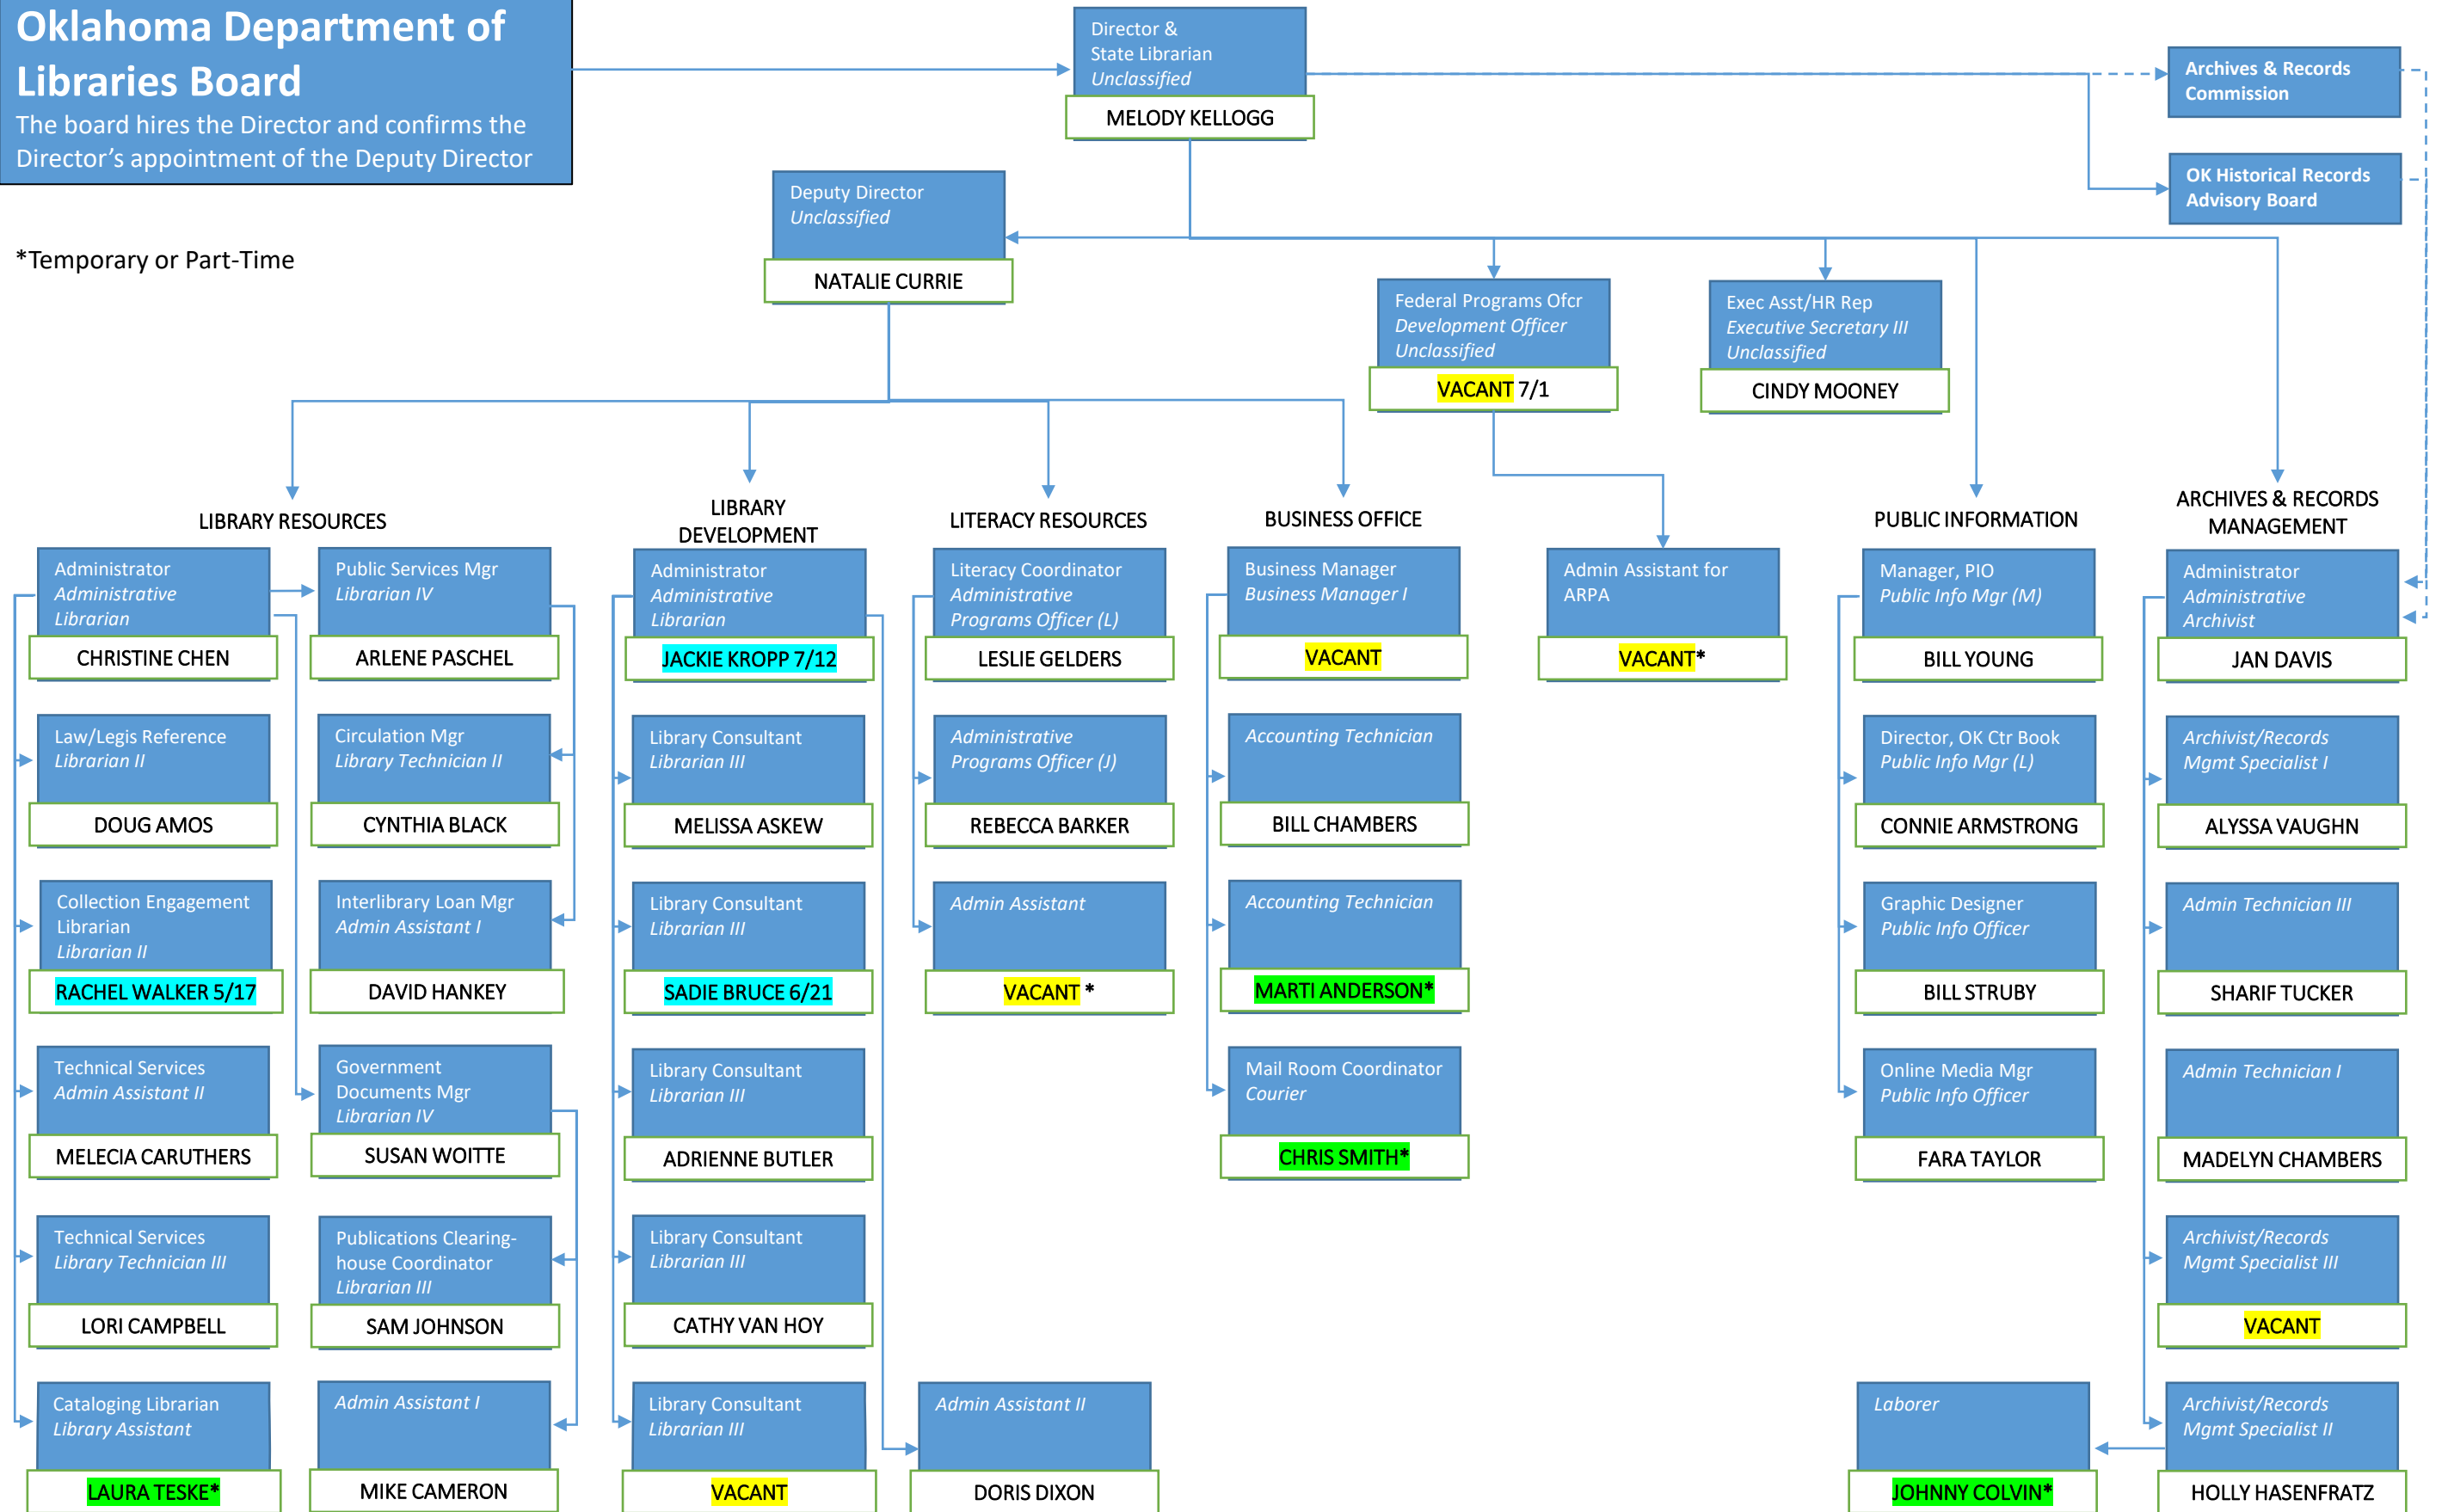 Oklahoma Department of
Libraries Board
The board hires the Director and confirms the
Director's appointment of the Deputy Director
*Temporary or Part-Time
Director &
State Librarian
Unclassified
MELODY KELLOGG
Archives & Records
Commission
OK Historical Records
Advisory Board
Deputy Director
Unclassified
NATALIE CURRIE
Federal Programs Ofcr
Development Officer
Unclassified
VACANT 7/1
Exec Asst/HR Rep
Executive Secretary III
Unclassified
CINDY MOONEY
LIBRARY RESOURCES
Administrator
Administrative
Librarian
CHRISTINE CHEN
Law/Legis Reference
Librarian II
DOUG AMOS
Collection Engagement
Librarian
Librarian II
RACHEL WALKER 5/17
Technical Services
Admin Assistant II
MELECIA CARUTHERS
Technical Services
Library Technician III
LORI CAMPBELL
Cataloging Librarian
Library Assistant
LAURA TESKE*
Public Services Mgr
Librarian IV
ARLENE PASCHEL
Circulation Mgr
Library Technician II
CYNTHIA BLACK
Interlibrary Loan Mgr
Admin Assistant I
DAVID HANKEY
Government
Documents Mgr
Librarian IV
SUSAN WOITTE
Publications Clearing-
house Coordinator
Librarian III
SAM JOHNSON
Admin Assistant I
MIKE CAMERON
LIBRARY
DEVELOPMENT
Administrator
Administrative
Librarian
JACKIE KROPP 7/12
Library Consultant
Librarian III
MELISSA ASKEW
Library Consultant
Librarian III
SADIE BRUCE 6/21
Library Consultant
Librarian III
ADRIENNE BUTLER
Library Consultant
Librarian III
CATHY VAN HOY
Library Consultant
Librarian III
VACANT
Admin Assistant II
DORIS DIXON
LITERACY RESOURCES
Literacy Coordinator
Administrative
Programs Officer (L)
LESLIE GELDERS
Administrative
Programs Officer (J)
REBECCA BARKER
Admin Assistant
VACANT *
BUSINESS OFFICE
Business Manager
Business Manager I
VACANT
Accounting Technician
BILL CHAMBERS
Accounting Technician
MARTI ANDERSON*
Mail Room Coordinator
Courier
CHRIS SMITH*
Admin Assistant for
ARPA
VACANT*
PUBLIC INFORMATION
Manager, PIO
Public Info Mgr (M)
BILL YOUNG
Director, OK Ctr Book
Public Info Mgr (L)
CONNIE ARMSTRONG
Graphic Designer
Public Info Officer
BILL STRUBY
Online Media Mgr
Public Info Officer
FARA TAYLOR
Laborer
JOHNNY COLVIN*
ARCHIVES & RECORDS
MANAGEMENT
Administrator
Administrative
Archivist
JAN DAVIS
Archivist/Records
Mgmt Specialist I
ALYSSA VAUGHN
Admin Technician III
SHARIF TUCKER
Admin Technician I
MADELYN CHAMBERS
Archivist/Records
Mgmt Specialist III
VACANT
Archivist/Records
Mgmt Specialist II
HOLLY HASENFRATZ